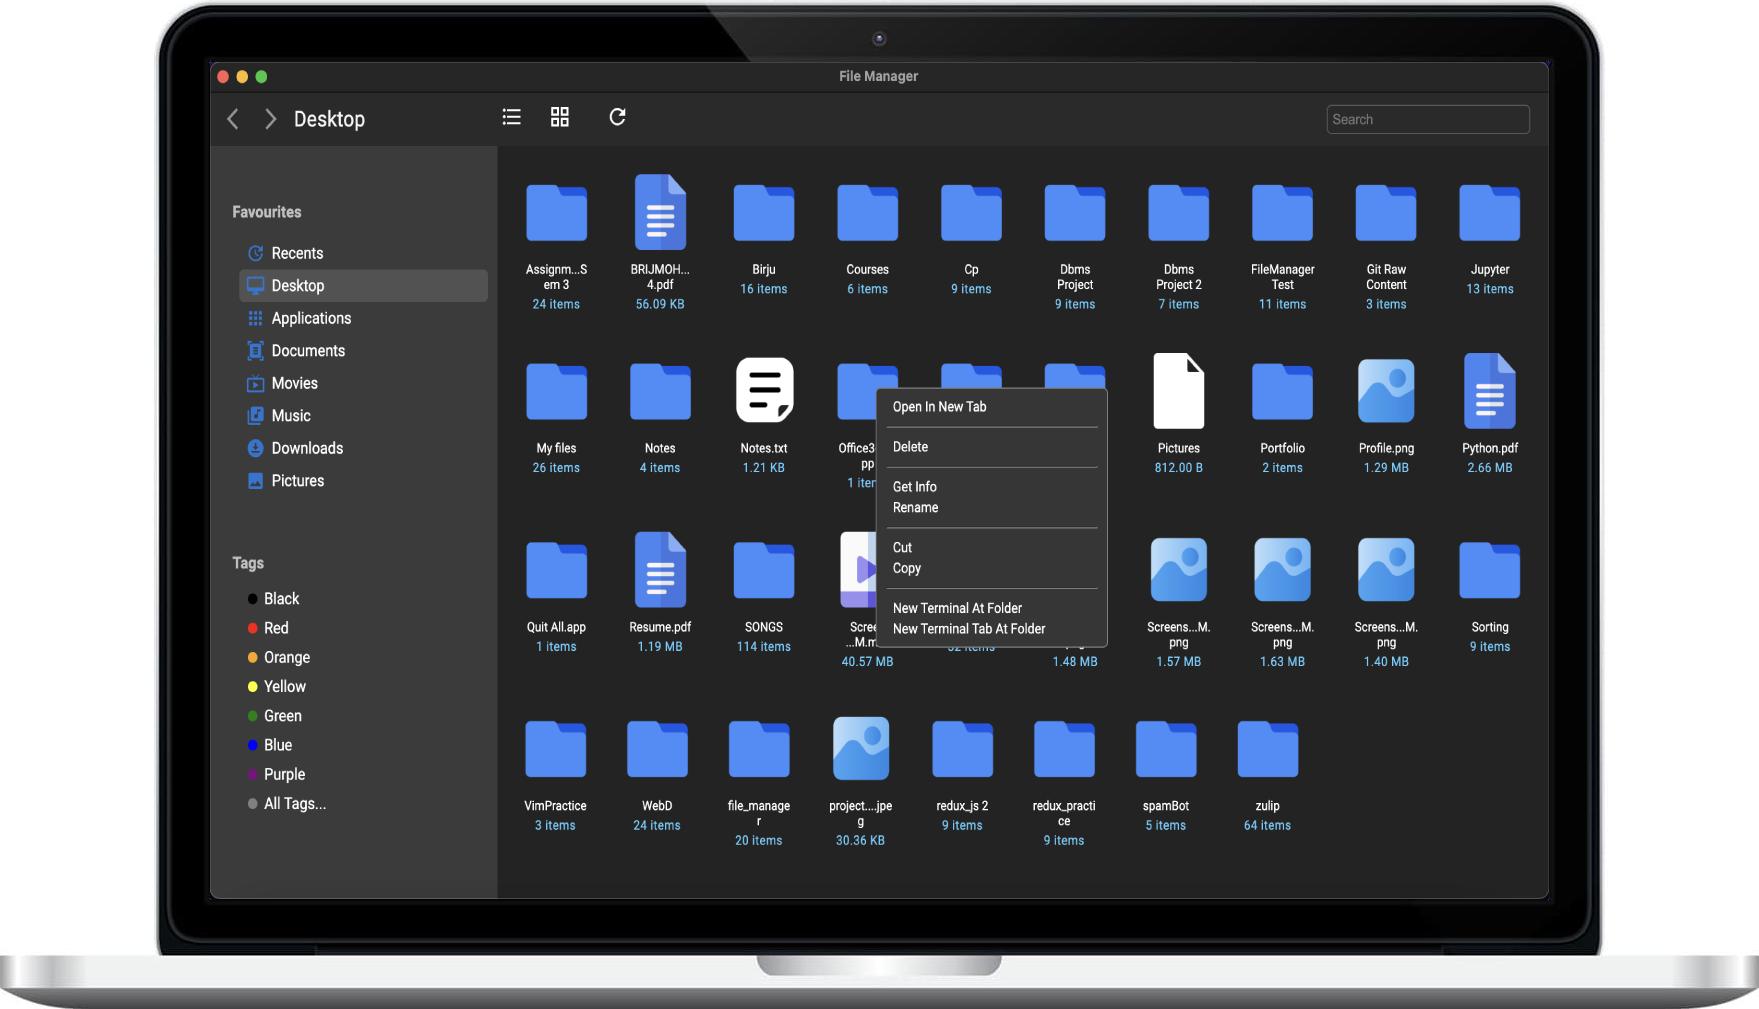 File Manager
Desktop
Search
Favourites
Recents
Desktop
Applications
Documents
Movies
Music
Downloads
Pictures
Tags
Black
Red
Orange
Yellow
Green
Blue
Purple
All Tags...
Assignm...S BRIJMOH... Birju Courses Cp Dbms Dbms FileManager Git Raw Jupyter
em 3 4.pdf 16 items 6 items 9 items Project Project 2 Test Content 13 items
24 items 56.09 KB 9 items 7 items 11 items 3 items
My files Notes Notes.txt Office3 Pictures Portfolio Profile.png Python.pdf
26 items 4 items 1.21 KB pp 812.00 B 2 items 1.29 MB 2.66 MB
1 iter
Open In New Tab
Delete
Get Info
Rename
Cut
Copy
New Terminal At Folder
New Terminal Tab At Folder
Quit All.app Resume.pdf SONGS Scree Screens...M. Screens...M. Screens...M. Sorting
1 items 1.19 MB 114 items ...M.m png png png 9 items
40.57 MB 1.48 MB 1.57 MB 1.63 MB 1.40 MB
VimPractice WebD file_manage project....jpe redux_js 2 redux_practi spamBot zulip
3 items 24 items r g 9 items ce 5 items 64 items
20 items 30.36 KB 9 items